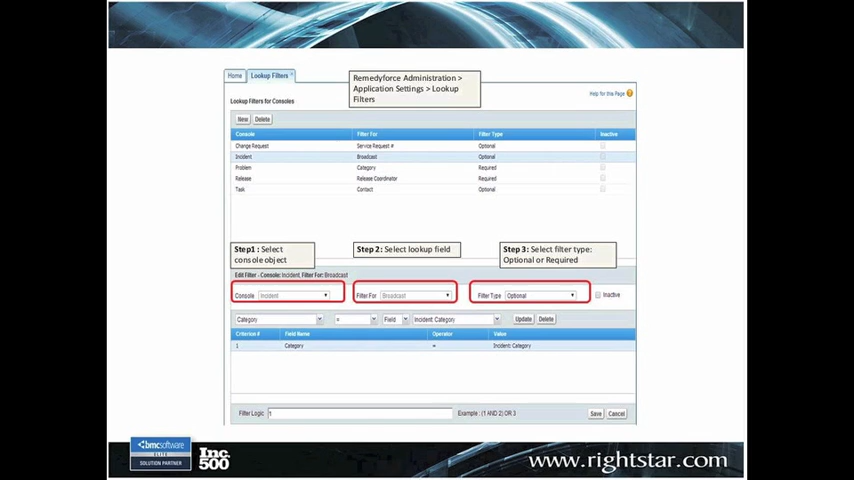 Home Lookup Filters
Remedyforce Administration >
Application Settings > Lookup
Filters
Help for this Page
Lookup Filters for Consoles
New Delete
Console Filter For Filter Type Inactive
Change Request Service Request # Optional
Incident Broadcast Optional
Problem Category Required
Release Release Coordinator Required
Task Contact Optional
Step1 : Select
console object
Step 2: Select lookup field
Step 3: Select filter type:
Optional or Required
Edit Filter - Console: Incident, Filter For: Broadcast
Console Incident Filter For Broadcast Filter Type Optional Inactive
Category = Field Incident: Category Update Delete
Criterion # Field Name Operator Value
1 Category = Incident: Category
Filter Logic 1 Example : (1 AND 2) OR 3 Save Cancel
bmcsoftware
ELITE
SOLUTION PARTNER
Inc.
500
www.rightstar.com